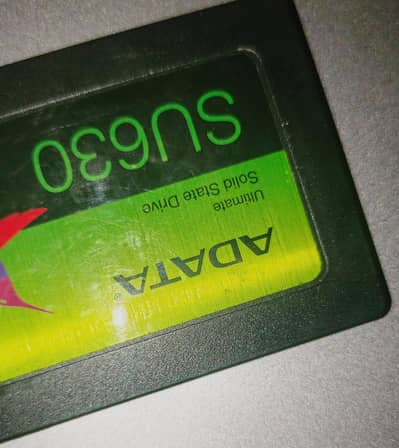 ADATA®
Ultimate
Solid State Drive
SU630